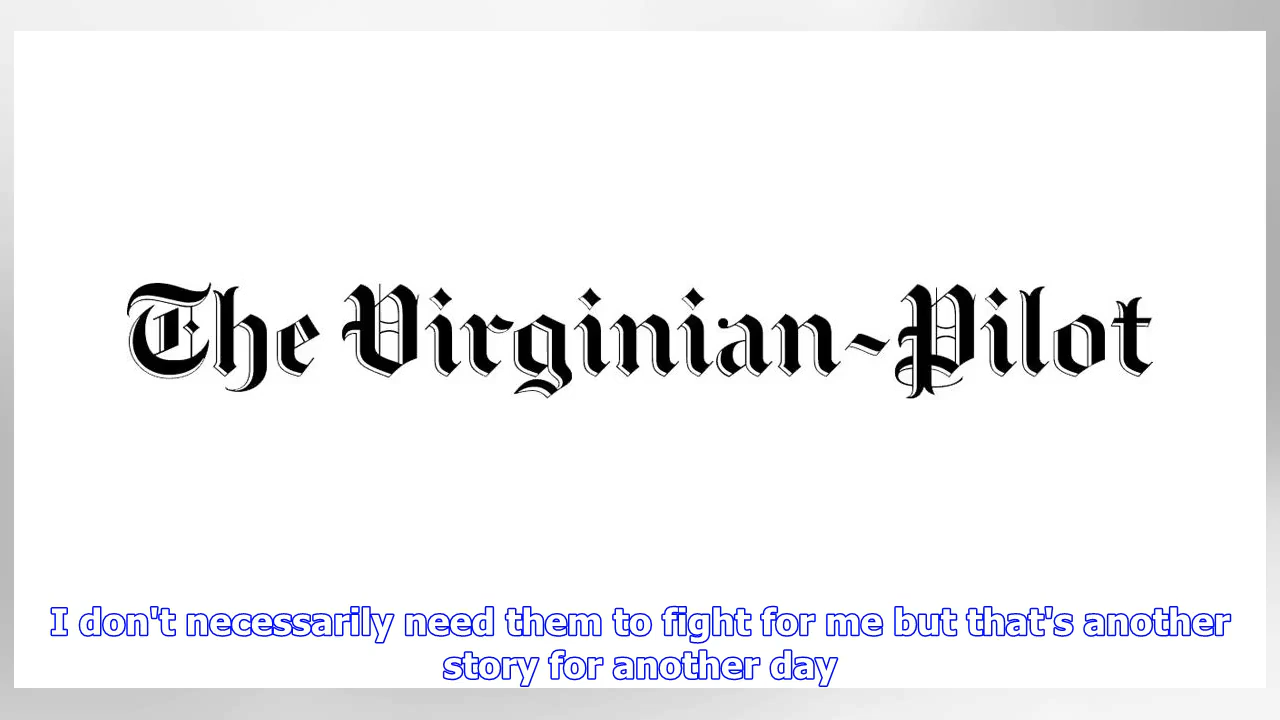 The Virginian-Pilot
I don't necessarily need them to fight for me but that's another
story for another day